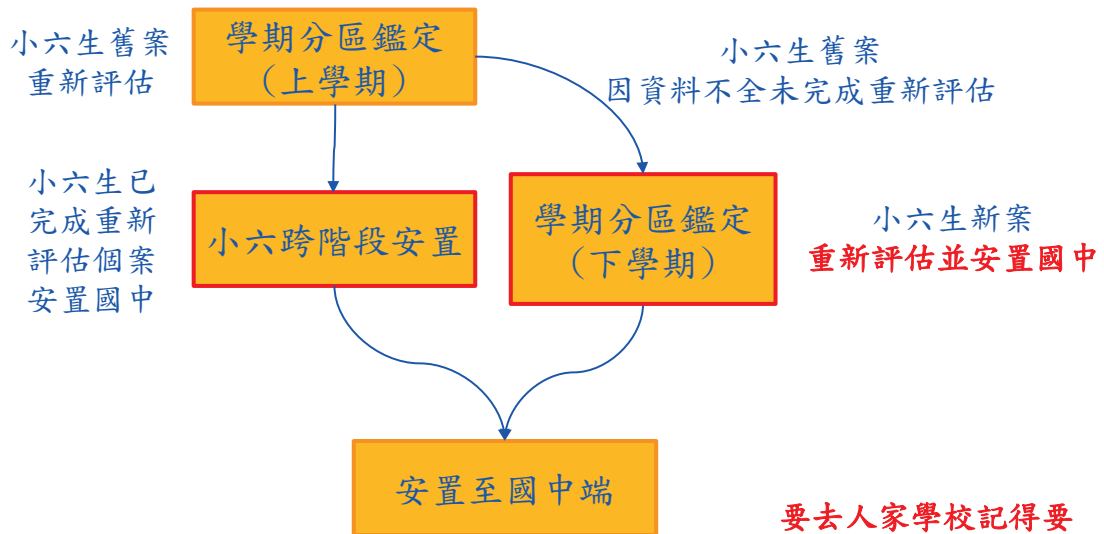 小六生舊案
重新評估
學期分區鑑定
（上學期）
小六生舊案
因資料不全未完成重新評估
小六生已
完成重新
評估個案
安置國中
小六跨階段安置
學期分區鑑定
（下學期）
小六生新案
重新評估並安置國中
安置至國中端
要去人家學校記得要